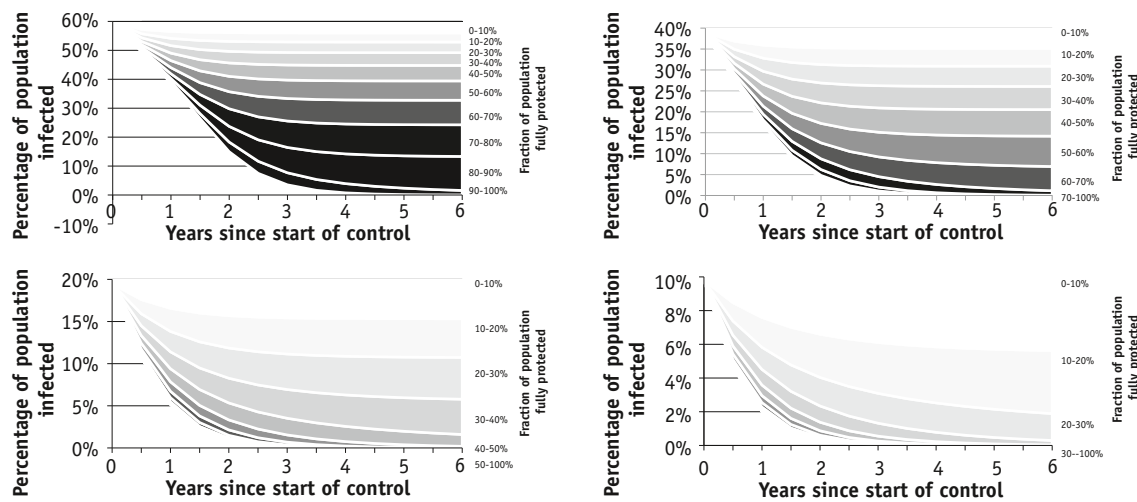 Percentage of population
infected
60%
50%
40%
30%
20%
10%
0%
-10%
0 1 2 3 4 5 6
Years since start of control
0-10%
10-20%
20-30%
30-40%
40-50%
50-60%
60-70%
70-80%
80-90%
90-100%
Fraction of population
fully protected
Percentage of population
infected
40%
35%
30%
25%
20%
15%
10%
5%
0%
0 1 2 3 4 5 6
Years since start of control
0-10%
10-20%
20-30%
30-40%
40-50%
50-60%
60-70%
70-100%
Fraction of population
fully protected
Percentage of population
infected
20%
15%
10%
5%
0%
0 1 2 3 4 5 6
Years since start of control
0-10%
10-20%
20-30%
30-40%
40-50%
50-100%
Fraction of population
fully protected
Percentage of population
infected
10%
8%
6%
4%
2%
0%
0 1 2 3 4 5 6
Years since start of control
0-10%
10-20%
20-30%
30--100%
Fraction of population
fully protected